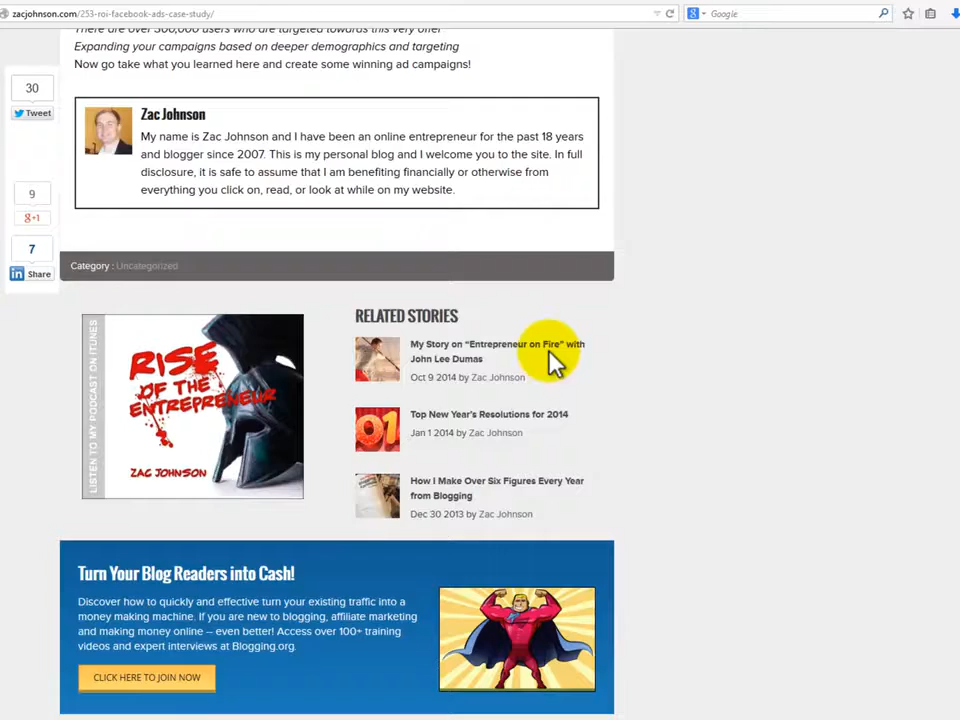 zacjohnson.com/253-roi-facebook-ads-case-study/
Google
There are over 300,000 users who are targeted towards this very offer
Expanding your campaigns based on deeper demographics and targeting
Now go take what you learned here and create some winning ad campaigns!
30
Tweet
9
g+1
7
in Share
Zac Johnson
My name is Zac Johnson and I have been an online entrepreneur for the past 18 years
and blogger since 2007. This is my personal blog and I welcome you to the site. In full
disclosure, it is safe to assume that I am benefiting financially or otherwise from
everything you click on, read, or look at while on my website.
Category : Uncategorized
LISTEN TO MY PODCAST ON ITUNES
RISE
OF THE
ENTREPRENEUR
ZAC JOHNSON
RELATED STORIES
My Story on “Entrepreneur on Fire” with
John Lee Dumas
Oct 9 2014 by Zac Johnson
01
Top New Year’s Resolutions for 2014
Jan 1 2014 by Zac Johnson
How I Make Over Six Figures Every Year
from Blogging
Dec 30 2013 by Zac Johnson
Turn Your Blog Readers into Cash!
Discover how to quickly and effective turn your existing traffic into a
money making machine. If you are new to blogging, affiliate marketing
and making money online -- even better! Access over 100+ training
videos and expert interviews at Blogging.org.
CLICK HERE TO JOIN NOW